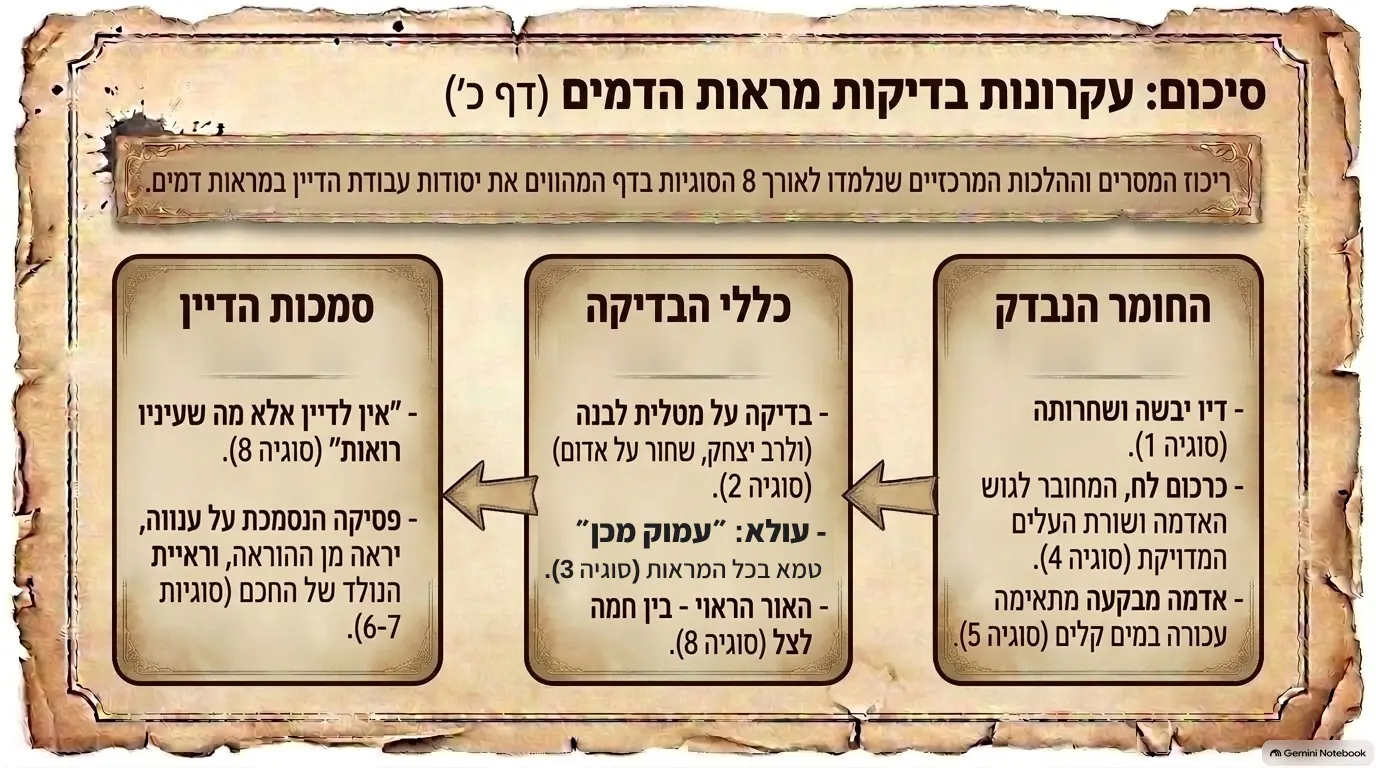 סיכום: עקרונות בדיקות מראות הדמים (דף כ')
ריכוז המסרים וההלכות המרכזיים שנלמדו לאורך 8 הסוגיות בדף המהווים את יסודות עבודת הדיין במראות דמים.
החומר הנבדק
- דיו יבשה ושחרותה
(סוגיה 1).
- כרכום לח, המחובר לגוש
האדמה ושורת העלים
המדויקת (סוגיה 4).
- אדמה מבקעה מתאימה
עכורה במים קלים (סוגיה 5).
כללי הבדיקה
- בדיקה על מטלית לבנה
(ולרב יצחק, שחור על אדום)
(סוגיה 2).
- עולא: "עמוק מכן"
טמא בכל המראות (סוגיה 3).
- האור הראוי - בין חמה
לצל (סוגיה 8).
סמכות הדיין
- "אין לדיין אלא מה שעיניו
רואות" (סוגיה 8).
- פסיקה הנסמכת על ענווה,
יראה מן ההוראה, וראיית
הנולד של החכם (סוגיות
6-7).
Gemini Notebook